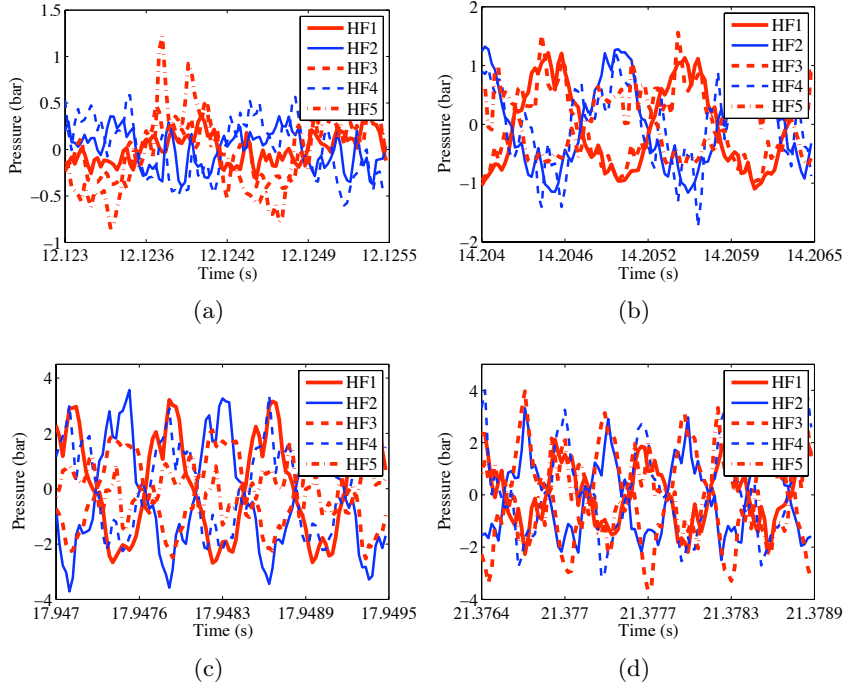 1.5
1
0.5
0
−0.5
−1
Pressure (bar)
12.123 12.1236 12.1242 12.1249 12.1255
Time (s)
HF1
HF2
HF3
HF4
HF5
(a)
2
1
0
−1
−2
Pressure (bar)
14.204 14.2046 14.2052 14.2059 14.2065
Time (s)
HF1
HF2
HF3
HF4
HF5
(b)
4
2
0
−2
−4
Pressure (bar)
17.947 17.9476 17.9483 17.9489 17.9495
Time (s)
HF1
HF2
HF3
HF4
HF5
(c)
4
2
0
−2
−4
Pressure (bar)
21.3764 21.377 21.3777 21.3783 21.3789
Time (s)
HF1
HF2
HF3
HF4
HF5
(d)